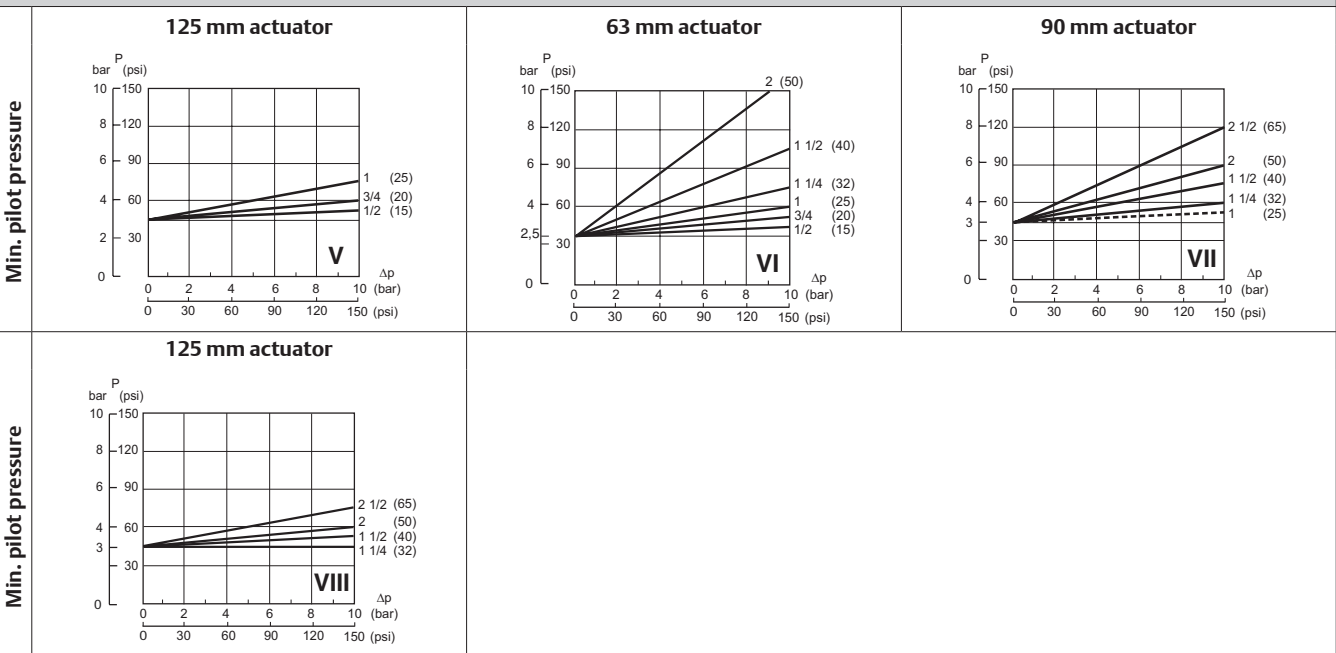 Min. pilot pressure
125 mm actuator
P
bar (psi)
10 150
8 120
6 90
4 60
2 30
0
1 (25)
3/4 (20)
1/2 (15)
V
Δp
0 2 4 6 8 10 (bar)
0 30 60 90 120 150 (psi)
63 mm actuator
P
bar (psi)
2 (50)
10 150
8 120
6 90
4 60
2,5 30
0
1 1/2 (40)
1 1/4 (32)
1 (25)
3/4 (20)
1/2 (15)
VI
Δp
0 2 4 6 8 10 (bar)
0 30 60 90 120 150 (psi)
90 mm actuator
P
bar (psi)
10 150
8 120
6 90
4 60
3 30
0
2 1/2 (65)
2 (50)
1 1/2 (40)
1 1/4 (32)
1 (25)
VII
Δp
0 2 4 6 8 10 (bar)
0 30 60 90 120 150 (psi)
Min. pilot pressure
125 mm actuator
P
bar (psi)
10 150
8 120
6 90
4 60
3 30
0
2 1/2 (65)
2 (50)
1 1/2 (40)
1 1/4 (32)
VIII
Δp
0 2 4 6 8 10 (bar)
0 30 60 90 120 150 (psi)